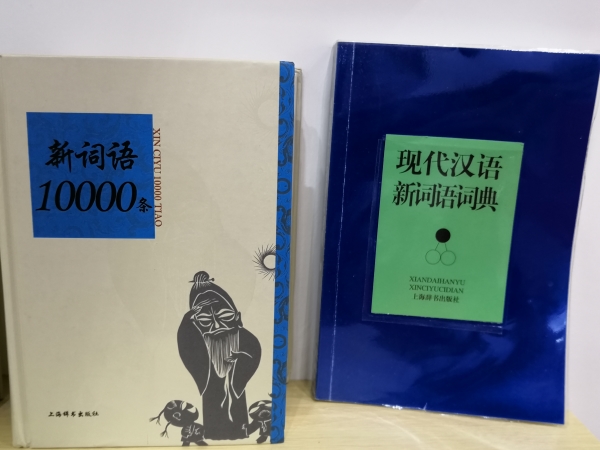 新词语
10000条
XIN CIYU 10000 TIAO
上海辞书出版社
现代汉语
新词语词典
XIANDAIHANYU
XINCIYUCIDIAN
上海辞书出版社